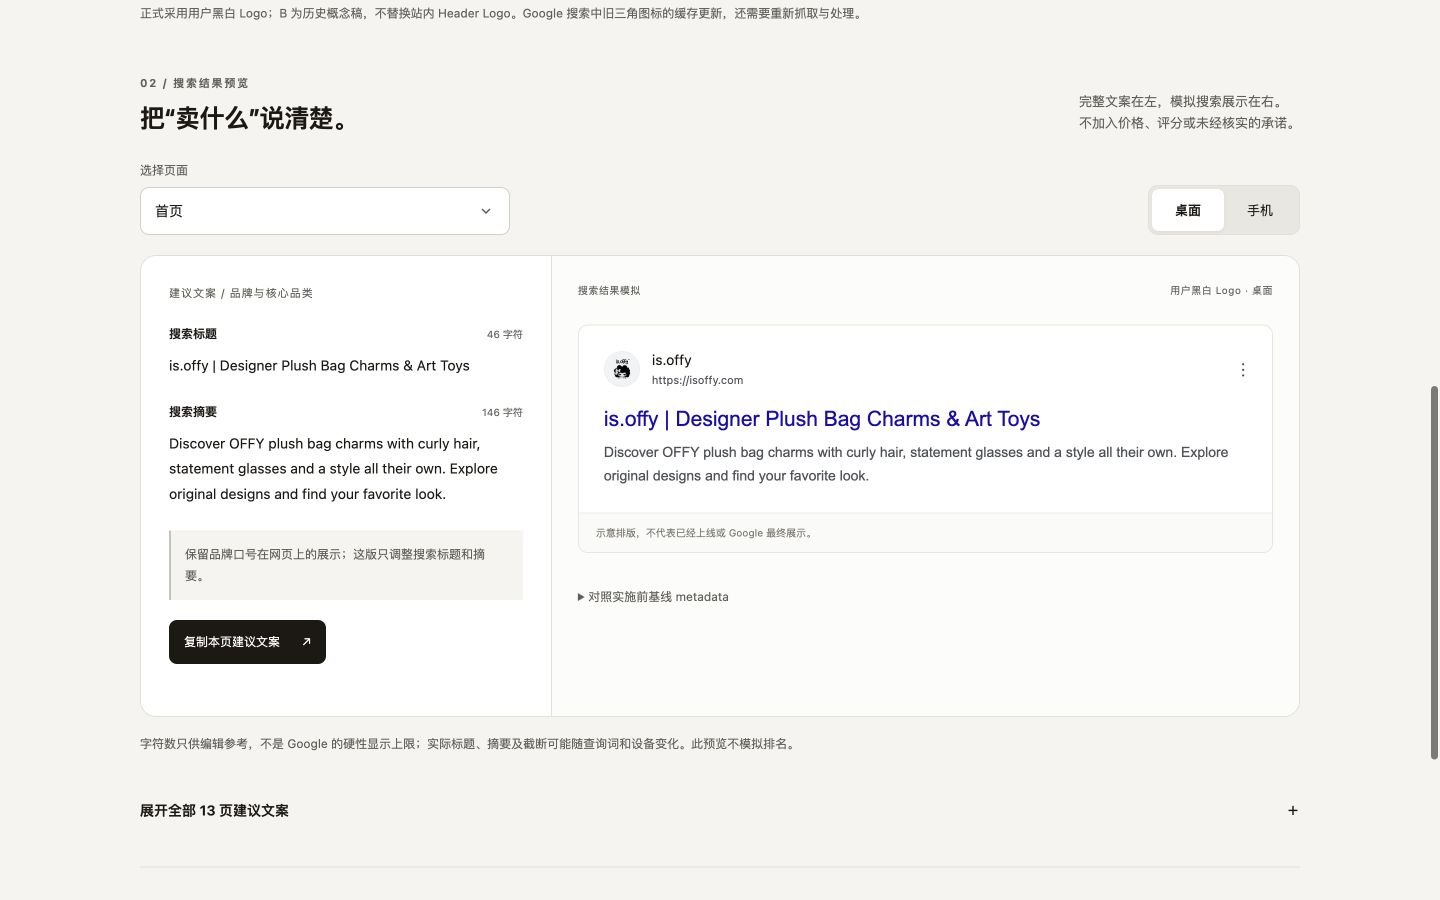 正式采用用户黑白 Logo；B 为历史概念稿，不替换站内 Header Logo。Google 搜索中旧三角图标的缓存更新，还需要重新抓取与处理。
02 / 搜索结果预览
把“卖什么”说清楚。
完整文案在左，模拟搜索展示在右。
不加入价格、评分或未经核实的承诺。
选择页面
首页
桌面
手机
建议文案 / 品牌与核心品类
搜索标题
46 字符
is.offy | Designer Plush Bag Charms & Art Toys
搜索摘要
146 字符
Discover OFFY plush bag charms with curly hair,
statement glasses and a style all their own. Explore
original designs and find your favorite look.
保留品牌口号在网页上的展示；这版只调整搜索标题和摘
要。
复制本页建议文案 ↗
搜索结果模拟
用户黑白 Logo · 桌面
is.offy
https://isoffy.com
is.offy | Designer Plush Bag Charms & Art Toys
Discover OFFY plush bag charms with curly hair, statement glasses and a style all their own. Explore
original designs and find your favorite look.
示意排版，不代表已经上线或 Google 最终展示。
▶ 对照实施前基线 metadata
字符数只供编辑参考，不是 Google 的硬性显示上限；实际标题、摘要及截断可能随查询词和设备变化。此预览不模拟排名。
展开全部 13 页建议文案
+